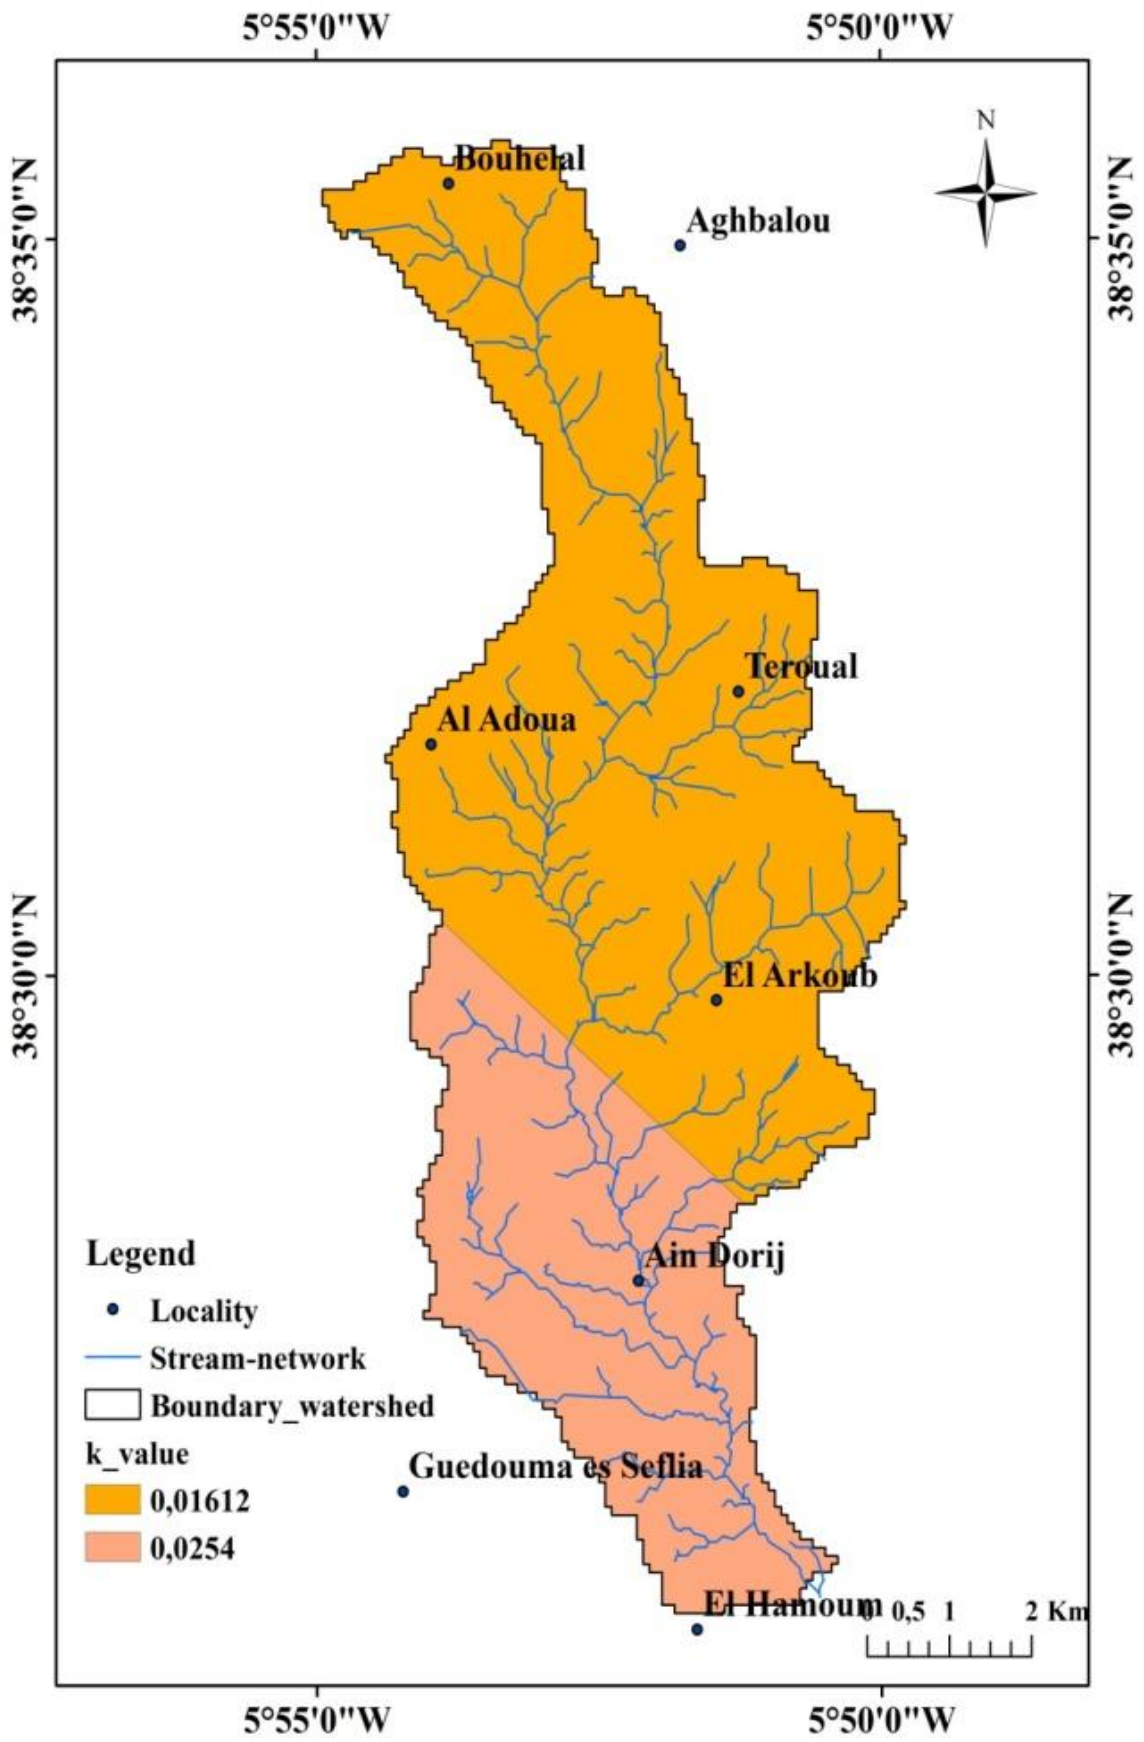 5°55'0"W
5°50'0"W
N
38°35'0"N
38°35'0"N
Bouhelal
Aghbalou
Teroual
Al Adoua
38°30'0"N
38°30'0"N
El Arkoub
Ain Dorij
Legend
Locality
Stream-network
Boundary_watershed
k_value
0,01612
0,0254
Guedouma es Seflia
El Hamoum
0 0,5 1 2 Km
5°55'0"W
5°50'0"W